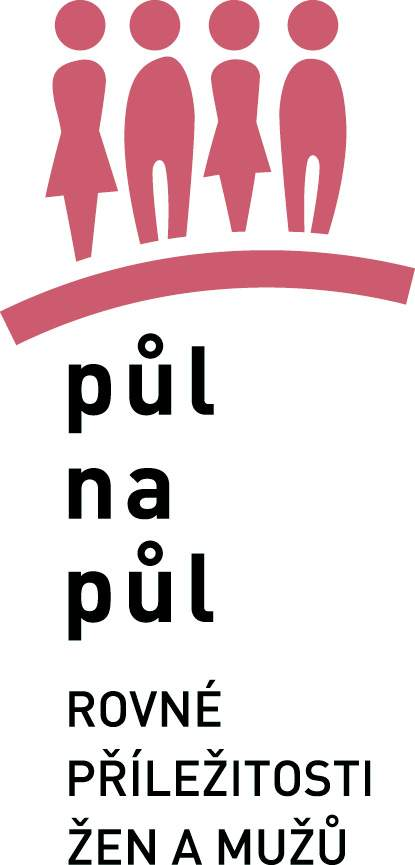 půl
na
půl
ROVNÉ
PŘÍLEŽITOSTI
ŽEN A MUŽŮ